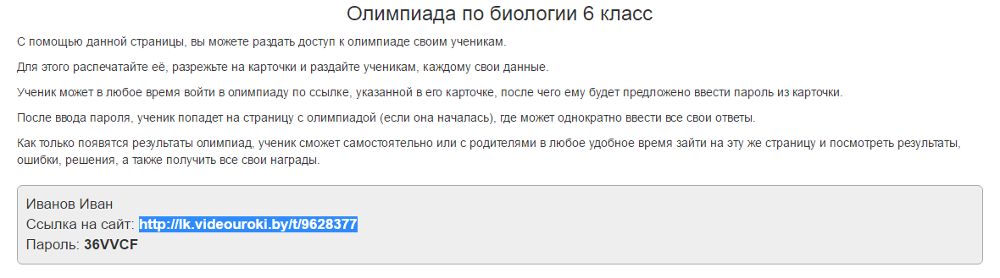 Олимпиада по биологии 6 класс
С помощью данной страницы, вы можете раздать доступ к олимпиаде своим ученикам.
Для этого распечатайте её, разрежьте на карточки и раздайте ученикам, каждому свои данные.
Ученик может в любое время войти в олимпиаду по ссылке, указанной в его карточке, после чего ему будет предложено ввести пароль из карточки.
После ввода пароля, ученик попадет на страницу с олимпиадой (если она началась), где может однократно ввести все свои ответы.
Как только появятся результаты олимпиад, ученик сможет самостоятельно или с родителями в любое удобное время зайти на эту же страницу и посмотреть результаты,
ошибки, решения, а также получить все свои награды.
Иванов Иван
Ссылка на сайт: http://lk.videouroki.by/t/9628377
Пароль: 36VVCF